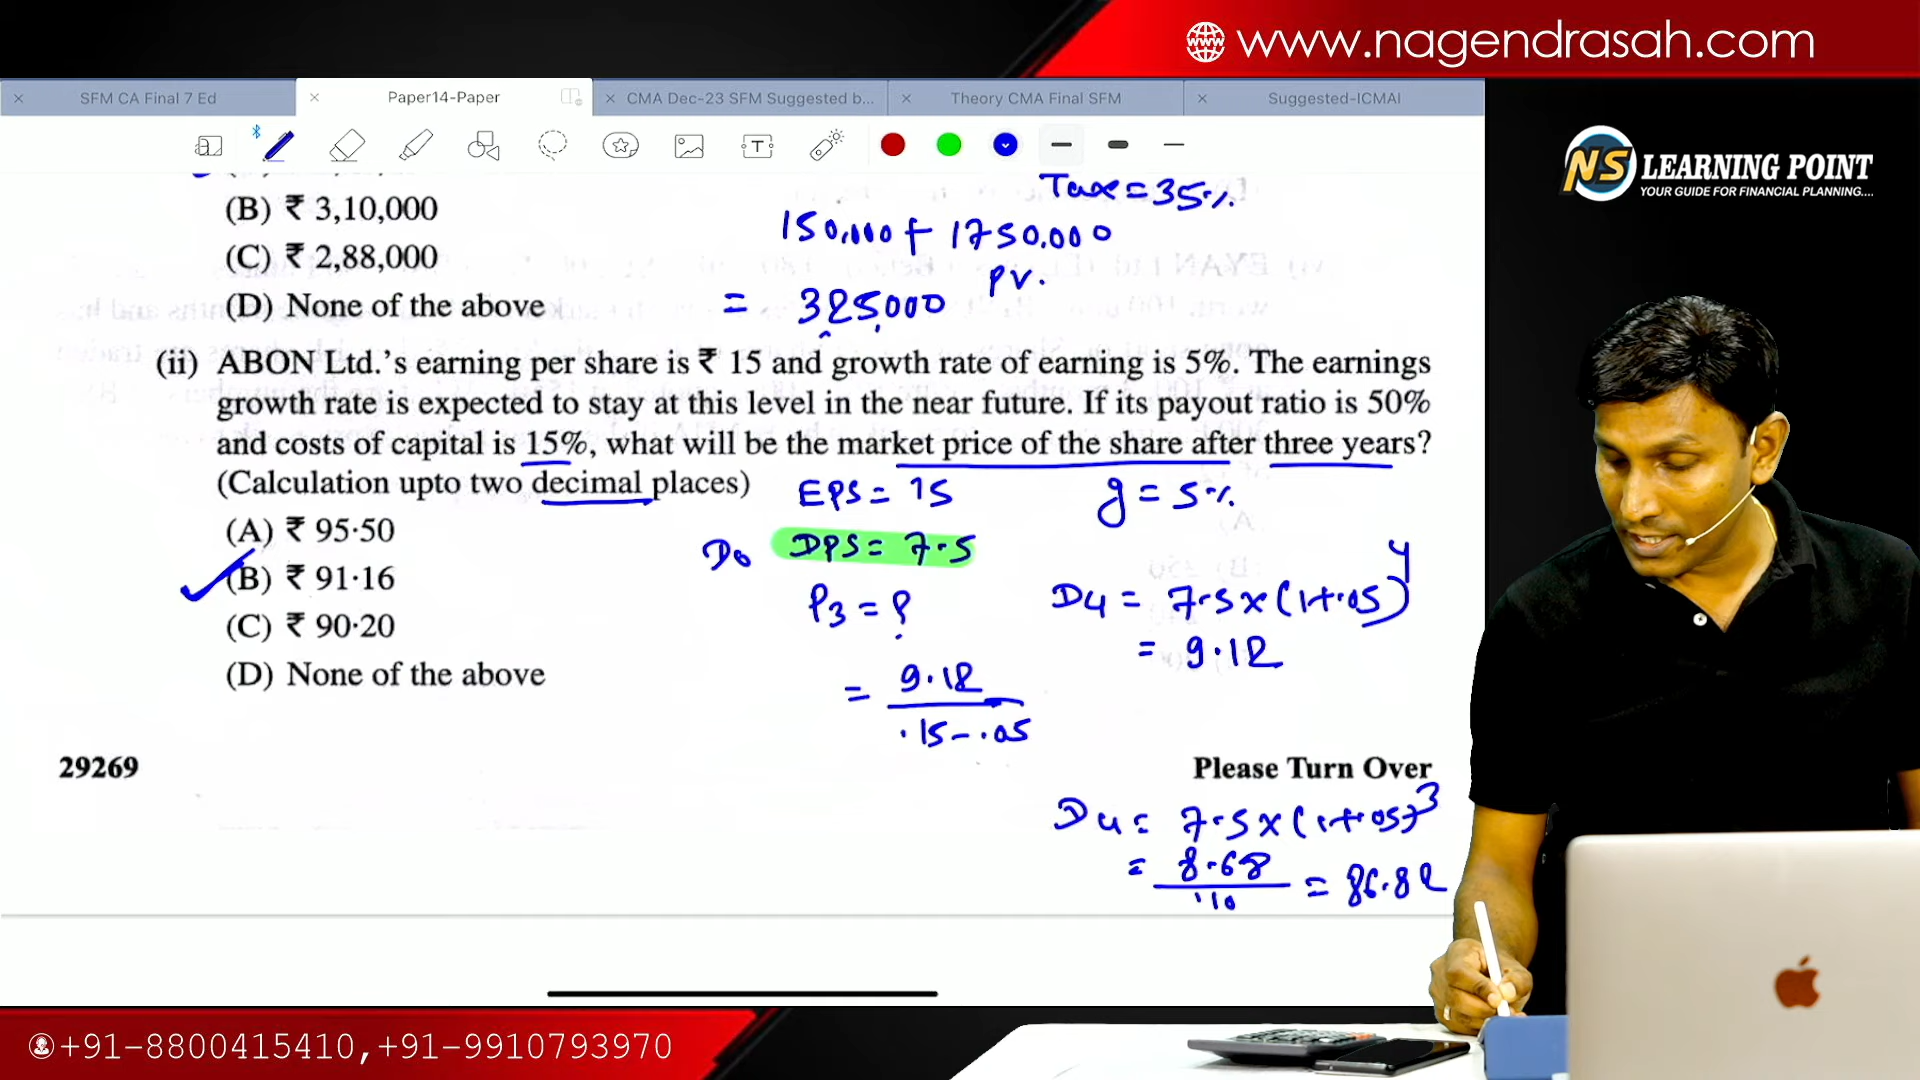 www.nagendrasah.com
SFM CA Final 7 Ed
Paper14-Paper
CMA Dec-23 SFM Suggested b...
Theory CMA Final SFM
Suggested-ICMAI
NS LEARNING POINT
YOUR GUIDE FOR FINANCIAL PLANNING....
Tax = 35%
(B) ₹ 3,10,000
150,000 + 1750,000
(C) ₹ 2,88,000
PV.
(D) None of the above
= 325,000
(ii) ABON Ltd.'s earning per share is ₹ 15 and growth rate of earning is 5%. The earnings
growth rate is expected to stay at this level in the near future. If its payout ratio is 50%
and costs of capital is 15%, what will be the market price of the share after three years?
(Calculation upto two decimal places)
EPS = 15
g = 5%
(A) ₹ 95·50
D0 DPS = 7.5
(B) ₹ 91·16
P3 = ?
D4 = 7.5 x (1+.05)^4
(C) ₹ 90·20
= 9.12
(D) None of the above
= 9.12
.15 - .05
29269
Please Turn Over
D4 = 7.5 x (1+.05)^3
= 8.68
.10
= 86.82
+91-8800415410,+91-9910793970